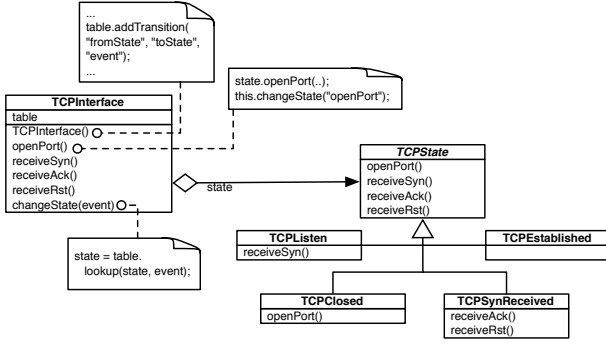 ...
table.addTransition(
"fromState", "toState",
"event");
...
state.openPort(..);
this.changeState("openPort");
TCPInterface
table
TCPInterface()
openPort()
receiveSyn()
receiveAck()
receiveRst()
changeState(event)
state
TCPState
openPort()
receiveSyn()
receiveAck()
receiveRst()
state = table.
lookup(state, event);
TCPListen
receiveSyn()
TCPEstablished
TCPClosed
openPort()
TCPSynReceived
receiveAck()
receiveRst()